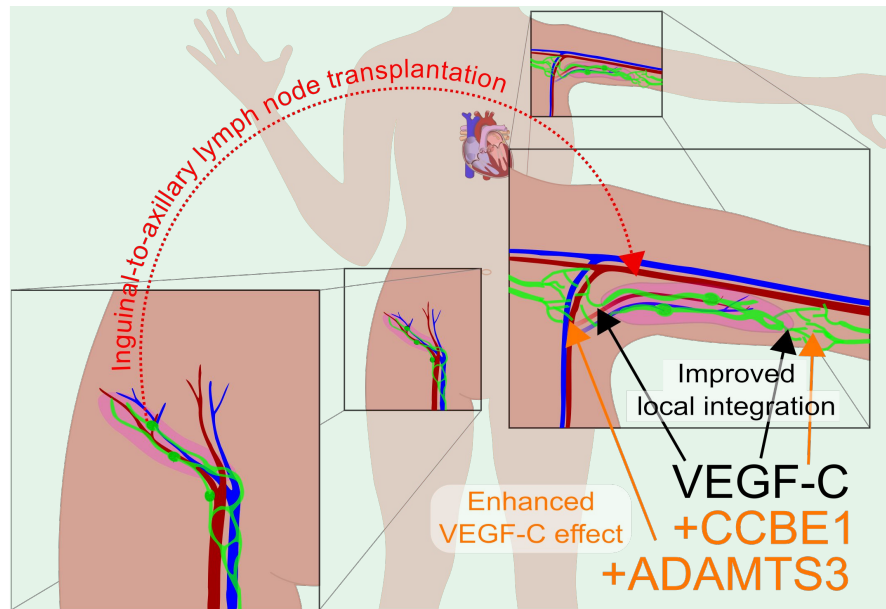 Inguinal-to-axillary lymph node transplantation
Improved
local integration
VEGF-C
+CCBE1
+ADAMTS3
Enhanced
VEGF-C effect